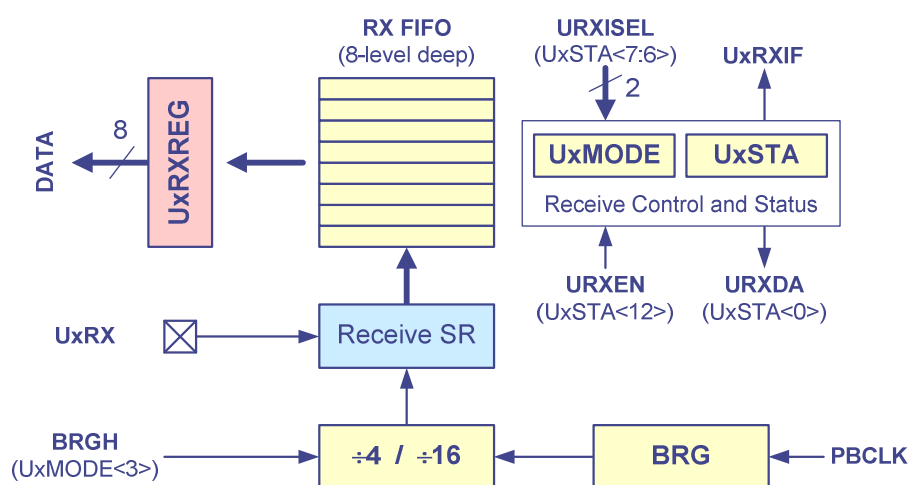 RX FIFO
(8-level deep)
URXISEL
(UxSTA<7:6>)
UxRXIF
2
8
DATA
UxRXREG
UxMODE
UxSTA
Receive Control and Status
URXEN
(UxSTA<12>)
URXDA
(UxSTA<0>)
UxRX
Receive SR
BRGH
(UxMODE<3>)
÷4 / ÷16
BRG
PBCLK